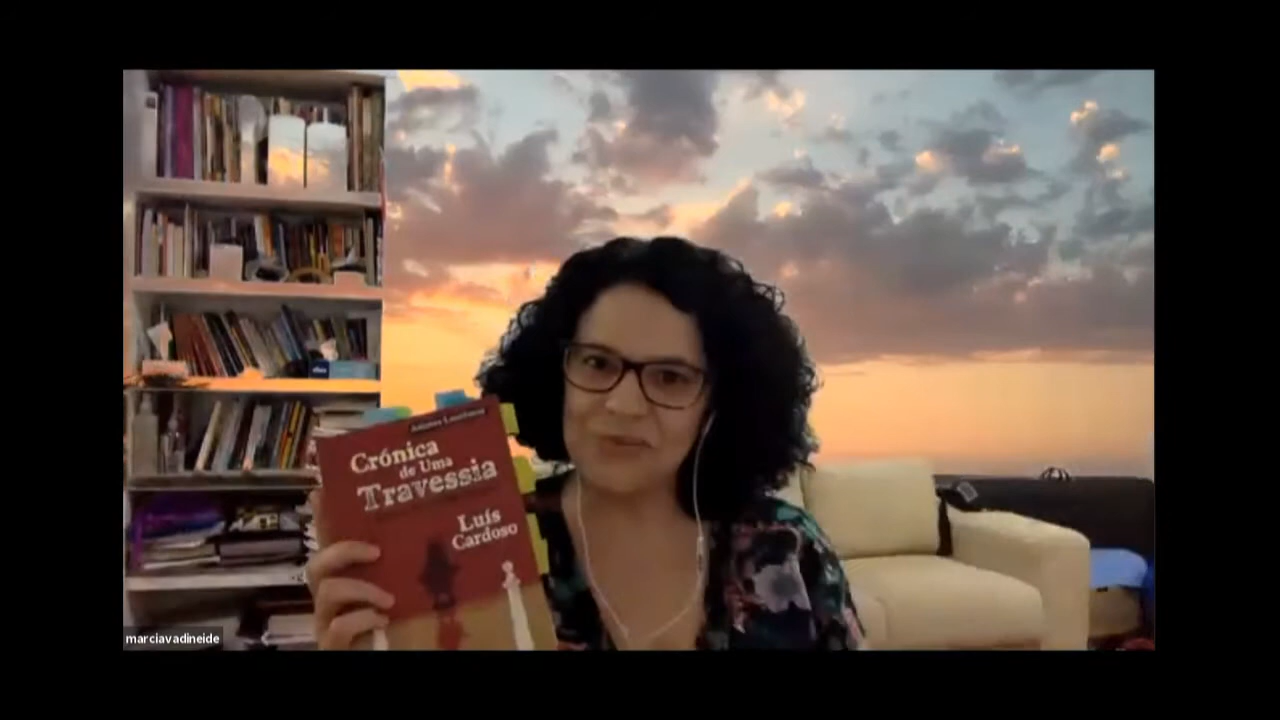 Crónica
de Uma
Travessia
Luís
Cardoso
marciavadineide